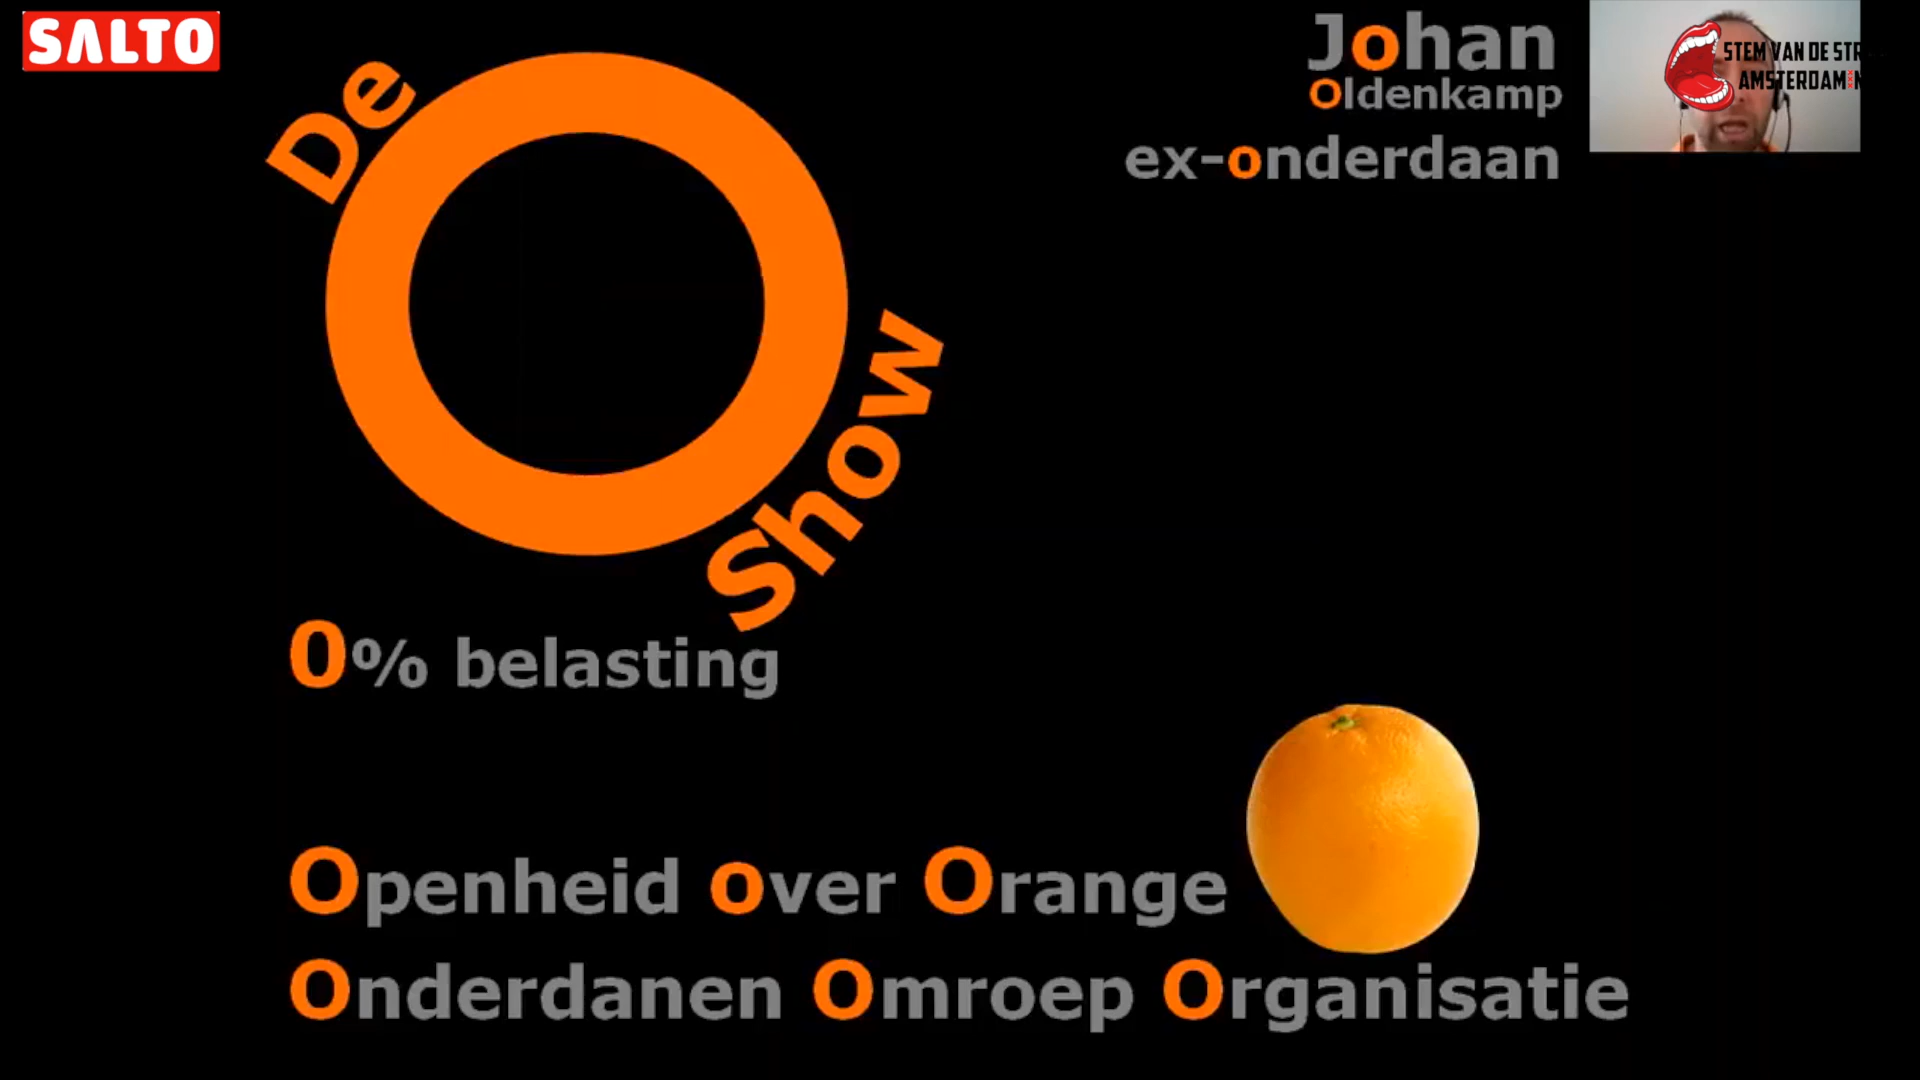 SALTO
De
O
Show
Johan
Oldenkamp
ex-onderdaan
STEM VAN DE
AMSTERDAM
0% belasting
Openheid over Orange
Onderdanen Omroep Organisatie